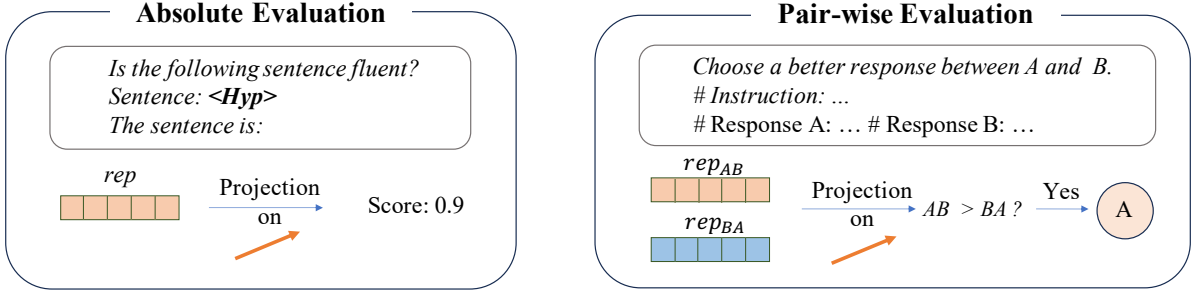 Absolute Evaluation
Is the following sentence fluent?
Sentence: <Hyp>
The sentence is:
rep
Projection
on
Score: 0.9
Pair-wise Evaluation
Choose a better response between A and B.
# Instruction: ...
# Response A: ... # Response B: ...
rep_AB
rep_BA
Projection
on
AB > BA ?
Yes
A